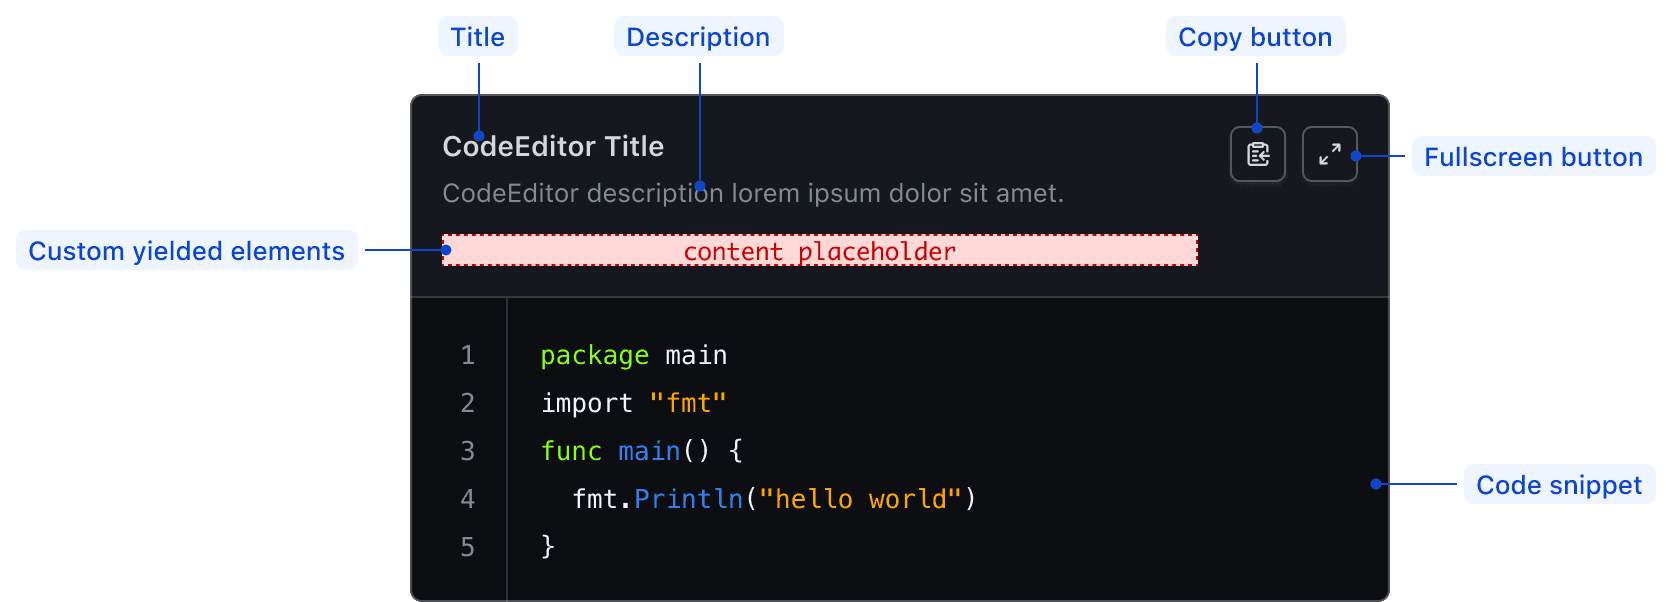 Title
Description
Copy button
CodeEditor Title
Fullscreen button
CodeEditor description lorem ipsum dolor sit amet.
Custom yielded elements
content placeholder
1 package main
2 import "fmt"
3 func main() {
4   fmt.Println("hello world")
5 }
Code snippet